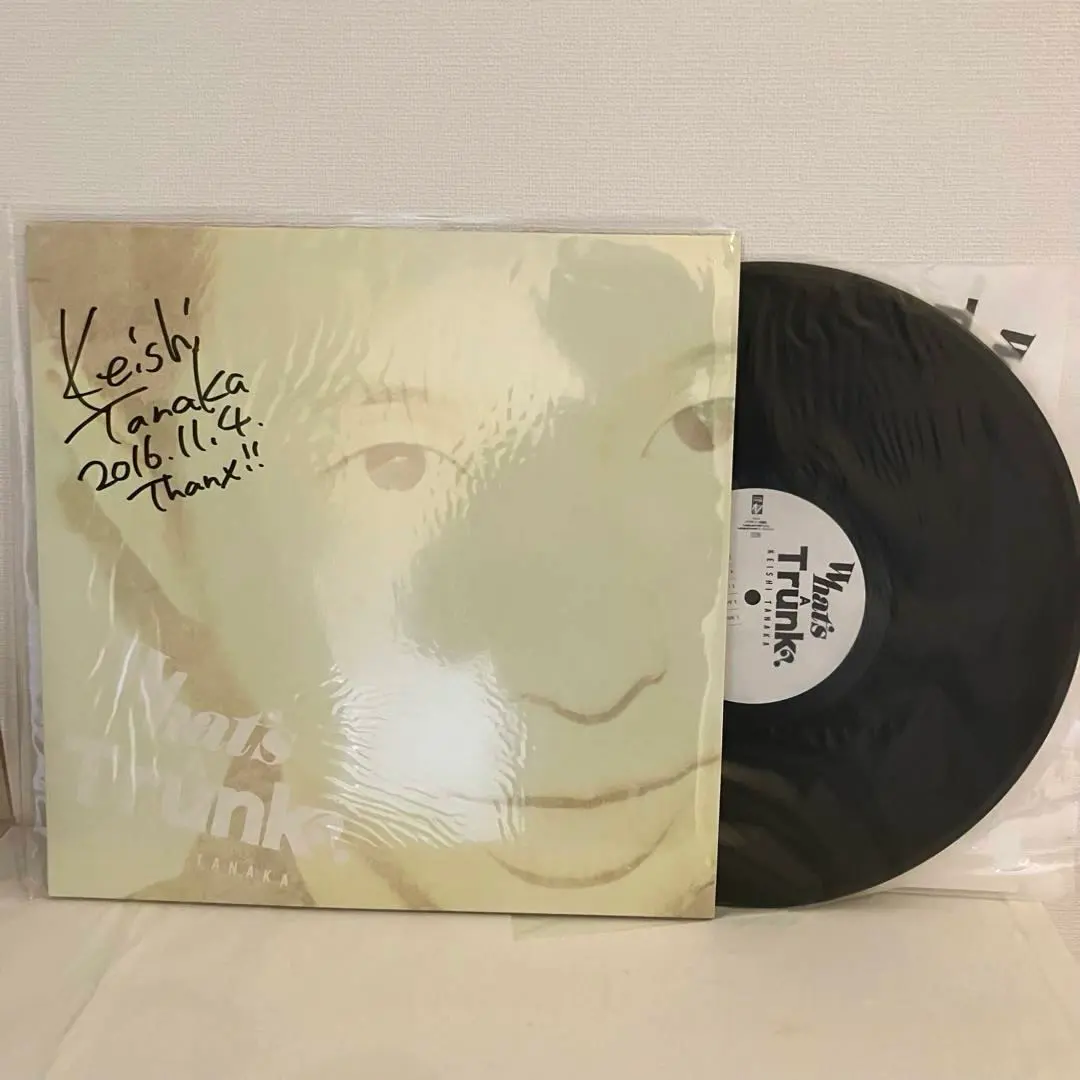 Keishi
Tanaka
2016.11.4.
Thanx!!
What's
Trunk?
TANAKA
What's
A
Trunk?
KEISHI TANAKA